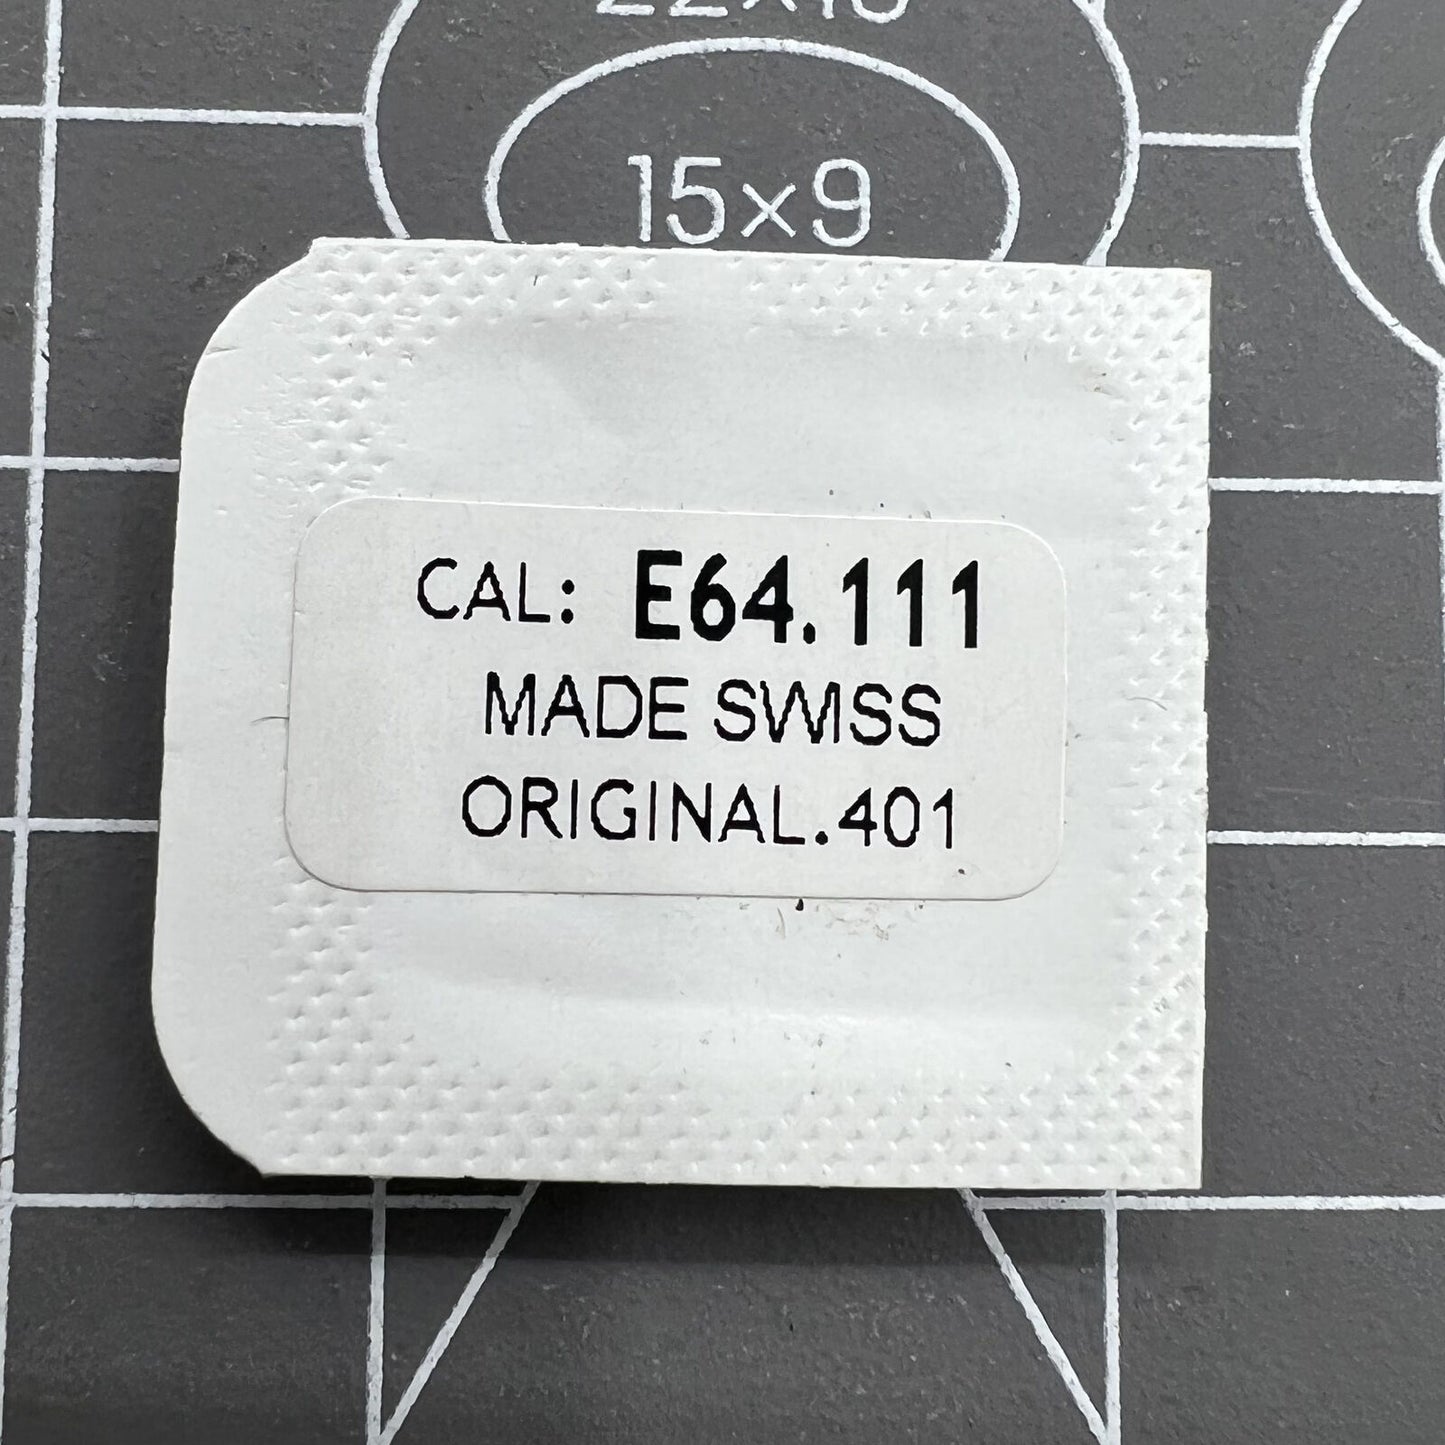 15×9
CAL: E64.111
MADE SWISS
ORIGINAL.401